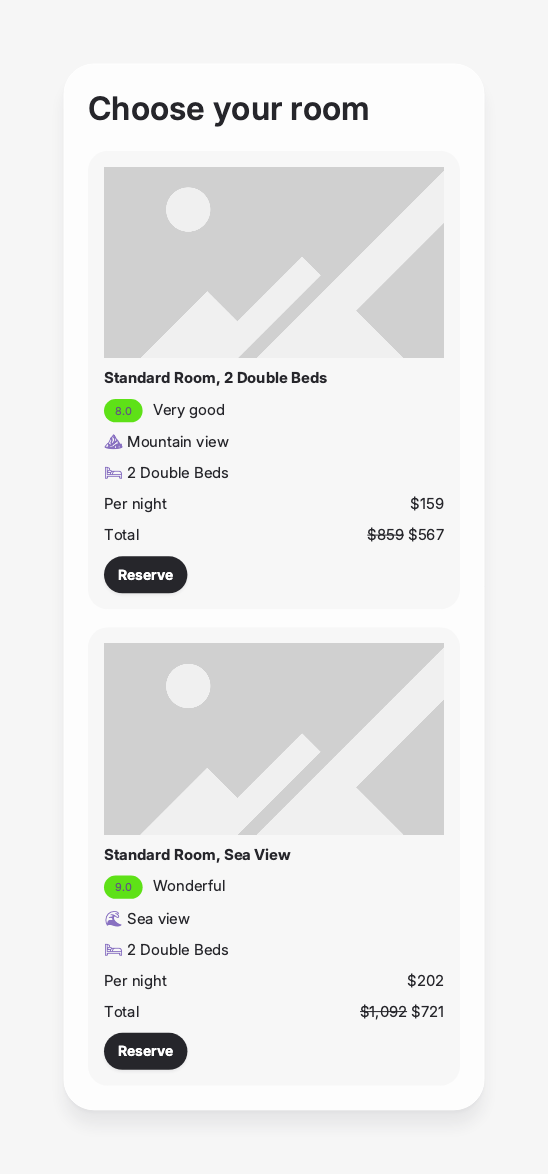 Choose your room
Standard Room, 2 Double Beds
8.0 Very good
Mountain view
2 Double Beds
Per night $159
Total $859 $567
Reserve
Standard Room, Sea View
9.0 Wonderful
Sea view
2 Double Beds
Per night $202
Total $1,092 $721
Reserve